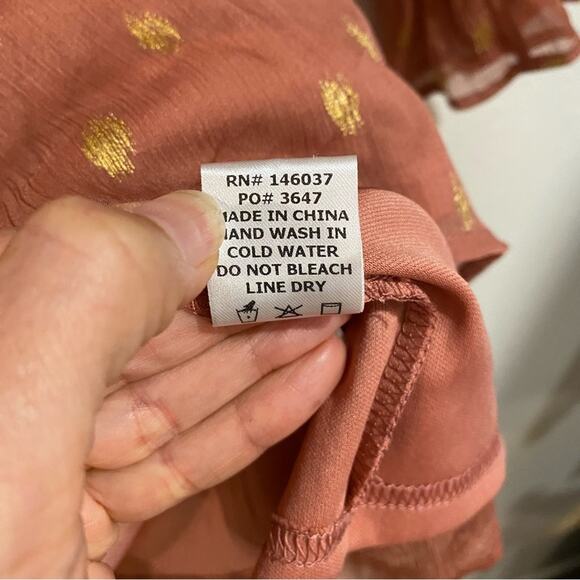 RN# 146037
PO# 3647
MADE IN CHINA
HAND WASH IN
COLD WATER
DO NOT BLEACH
LINE DRY